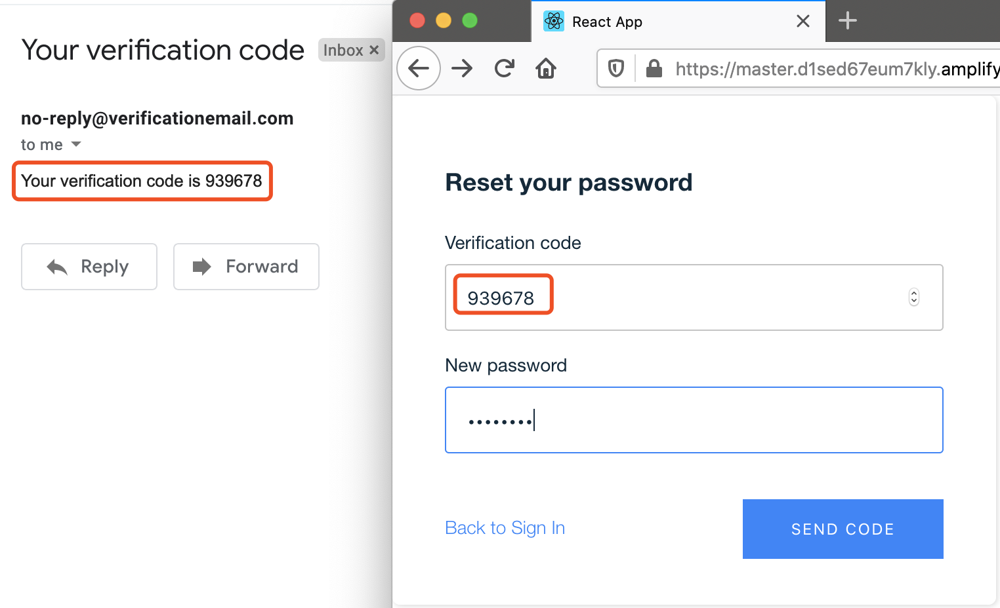 Your verification code
Inbox ×
no-reply@verificationemail.com
to me
Your verification code is 939678
Reply
Forward
React App
https://master.d1sed67eum7kly.amplify
Reset your password
Verification code
939678
New password
••••••••
Back to Sign In
SEND CODE